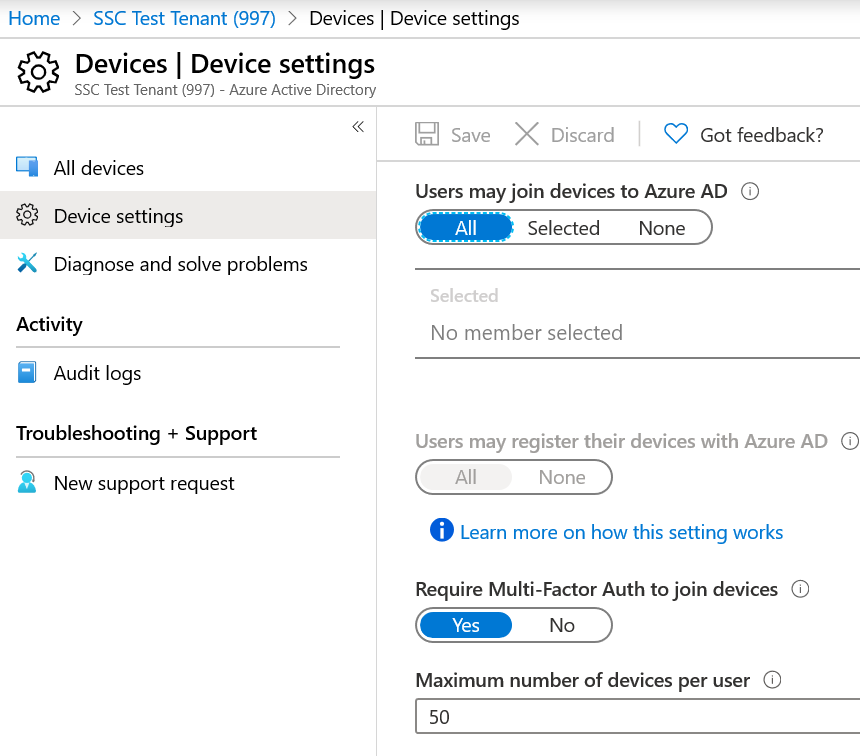 Home > SSC Test Tenant (997) > Devices | Device settings
Devices | Device settings
SSC Test Tenant (997) - Azure Active Directory
All devices
Device settings
Diagnose and solve problems
Activity
Audit logs
Troubleshooting + Support
New support request
Save
Discard
Got feedback?
Users may join devices to Azure AD
All Selected None
Selected
No member selected
Users may register their devices with Azure AD
All None
Learn more on how this setting works
Require Multi-Factor Auth to join devices
Yes No
Maximum number of devices per user
50